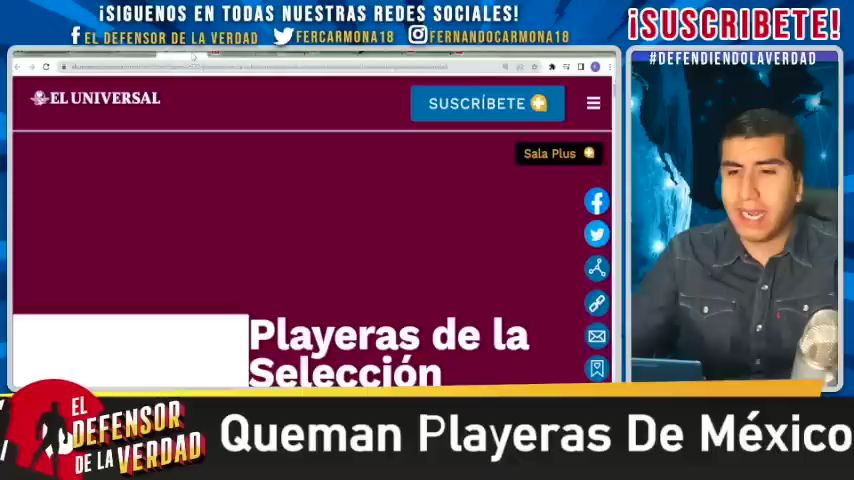 ¡SIGUENOS EN TODAS NUESTRAS REDES SOCIALES!
EL DEFENSOR DE LA VERDAD
FERCARMONA18
FERNANDOCARMONA18
¡SUSCRIBETE!
#DEFENDIENDOLAVERDAD
EL UNIVERSAL
SUSCRÍBETE
Sala Plus
Playeras de la
Selección
EL
DEFENSOR
DE LA VERDAD
Queman Playeras De México